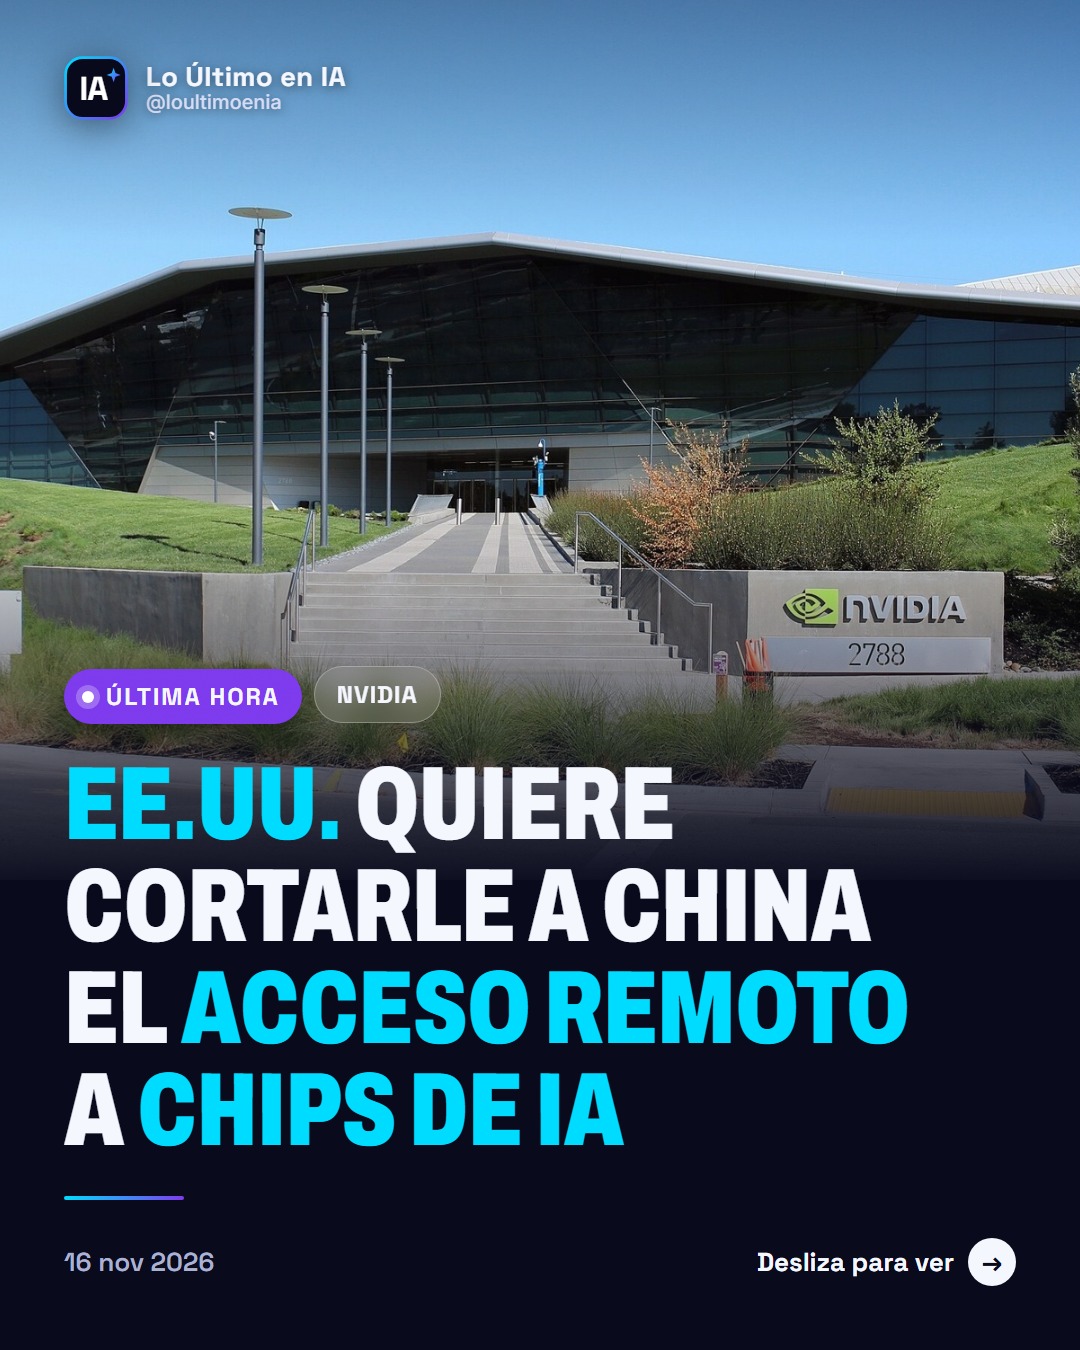 IA
Lo Último en IA
@loultimoenia
NVIDIA
2788
ÚLTIMA HORA
NVIDIA
EE.UU. QUIERE
CORTARLE A CHINA
EL ACCESO REMOTO
A CHIPS DE IA
16 nov 2026
Desliza para ver →